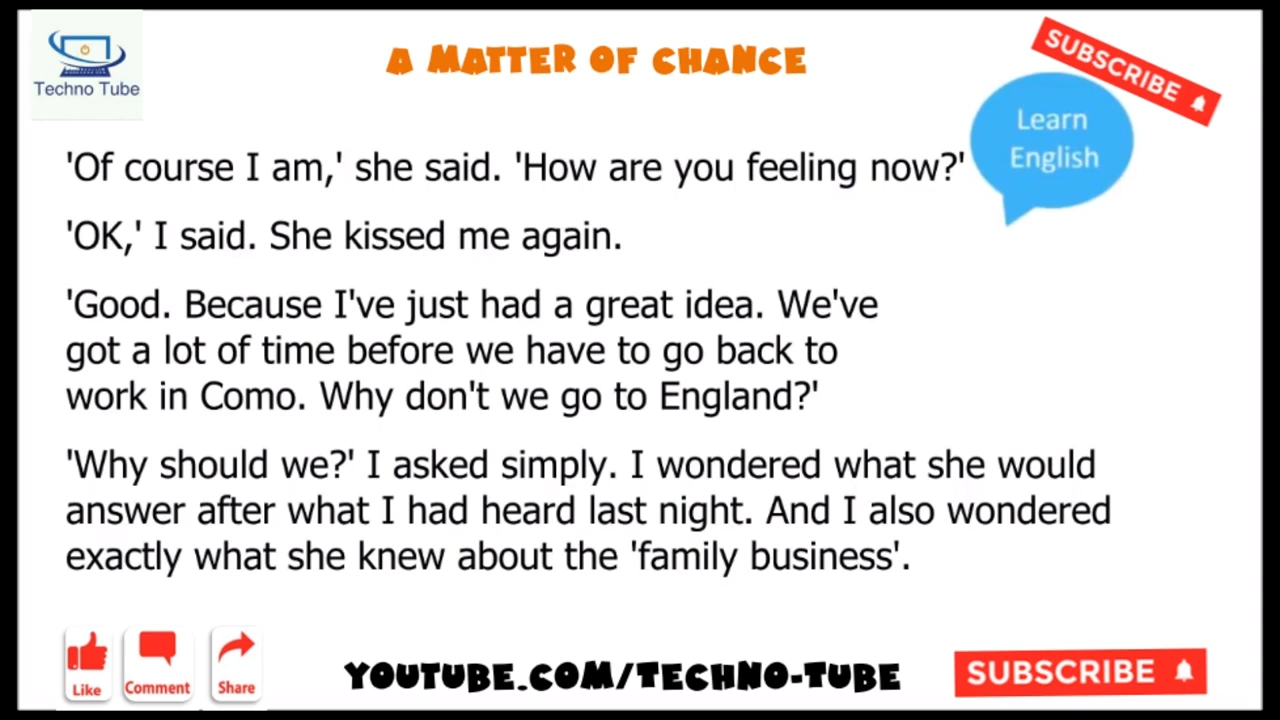 A MATTER OF CHANCE
SUBSCRIBE
Techno Tube
Learn
English
'Of course I am,' she said. 'How are you feeling now?'
'OK,' I said. She kissed me again.
'Good. Because I've just had a great idea. We've
got a lot of time before we have to go back to
work in Como. Why don't we go to England?'
'Why should we?' I asked simply. I wondered what she would
answer after what I had heard last night. And I also wondered
exactly what she knew about the 'family business'.
Like
Comment
Share
YOUTUBE.COM/TECHNO-TUBE
SUBSCRIBE